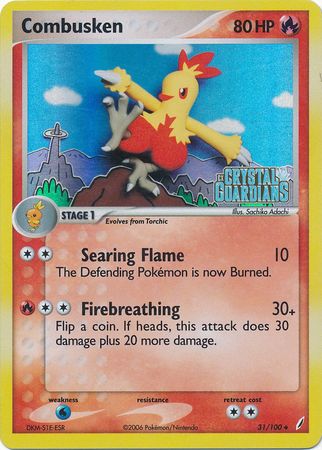 Combusken 80 HP
EX
CRYSTAL
GUARDIANS
Illus. Sachiko Adachi
STAGE 1
Evolves from Torchic
Searing Flame 10
The Defending Pokémon is now Burned.
Firebreathing 30+
Flip a coin. If heads, this attack does 30
damage plus 20 more damage.
weakness resistance retreat cost
DKM-S1E-ESR ©2006 Pokémon/Nintendo 31/100